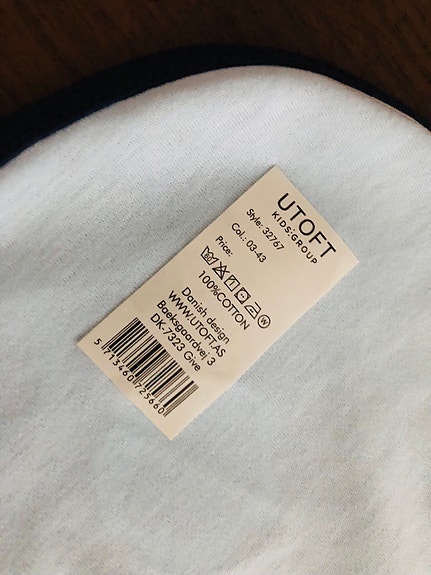 UTOFT
KIDS:GROUP
Style: 32767
Col.: 03-43
Price:
W
100%COTTON
Danish design
WWW.UTOFT.AS
Baeksgaardvej 3
DK-7323 Give
5 713460 725660